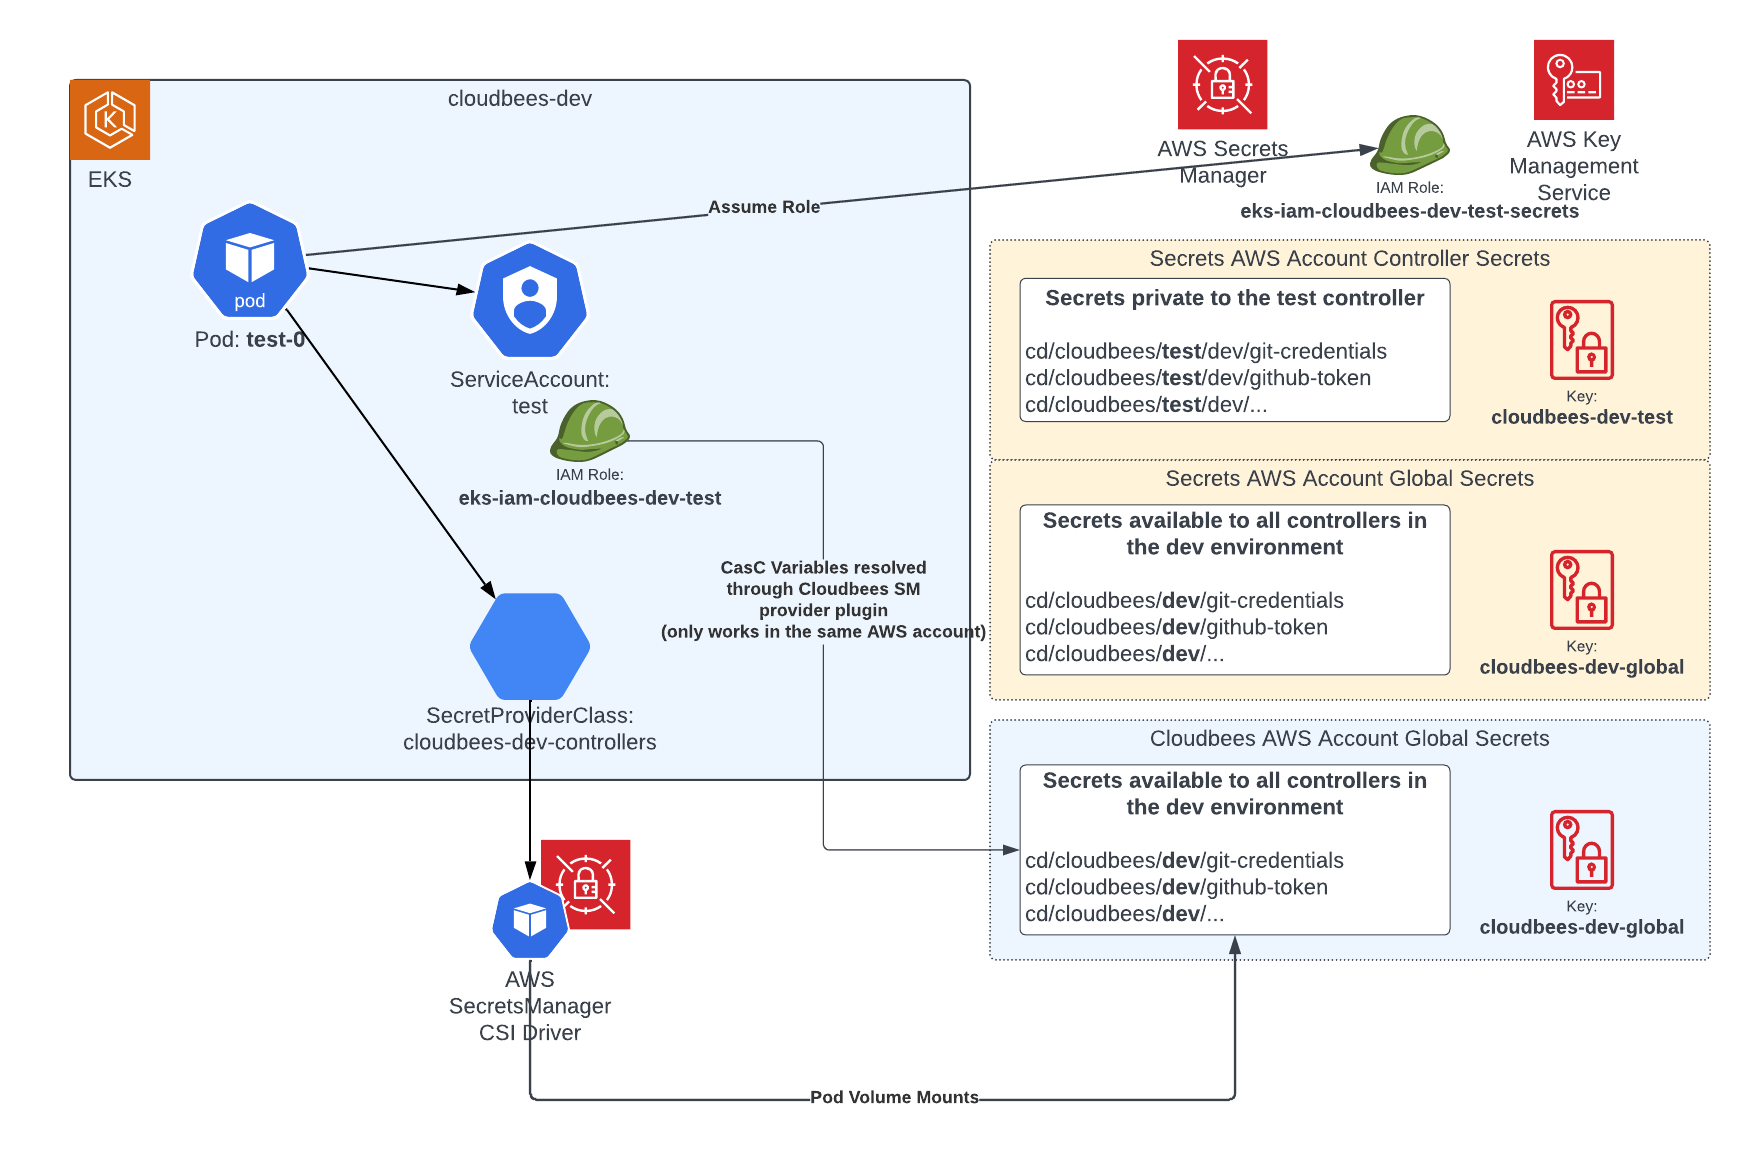 cloudbees-dev
EKS
pod
Pod: test-0
ServiceAccount:
test
IAM Role:
eks-iam-cloudbees-dev-test
Assume Role
SecretProviderClass:
cloudbees-dev-controllers
CasC Variables resolved
through Cloudbees SM
provider plugin
(only works in the same AWS account)
AWS
SecretsManager
CSI Driver
Pod Volume Mounts
AWS Secrets
Manager
IAM Role:
eks-iam-cloudbees-dev-test-secrets
AWS Key
Management
Service
Secrets AWS Account Controller Secrets
Secrets private to the test controller
cd/cloudbees/test/dev/git-credentials
cd/cloudbees/test/dev/github-token
cd/cloudbees/test/dev/...
Key:
cloudbees-dev-test
Secrets AWS Account Global Secrets
Secrets available to all controllers in
the dev environment
cd/cloudbees/dev/git-credentials
cd/cloudbees/dev/github-token
cd/cloudbees/dev/...
Key:
cloudbees-dev-global
Cloudbees AWS Account Global Secrets
Secrets available to all controllers in
the dev environment
cd/cloudbees/dev/git-credentials
cd/cloudbees/dev/github-token
cd/cloudbees/dev/...
Key:
cloudbees-dev-global